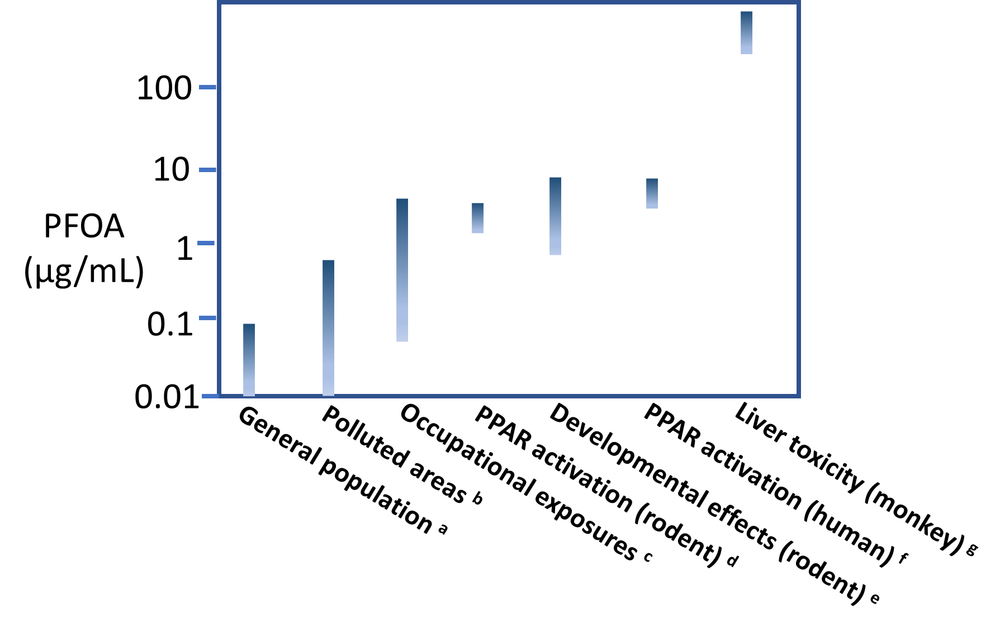 100
10
PFOA
(µg/mL)
1
0.1
0.01
General population a
Polluted areas b
Occupational exposures c
PPAR activation (rodent) d
Developmental effects (rodent) e
PPAR activation (human) f
Liver toxicity (monkey) g